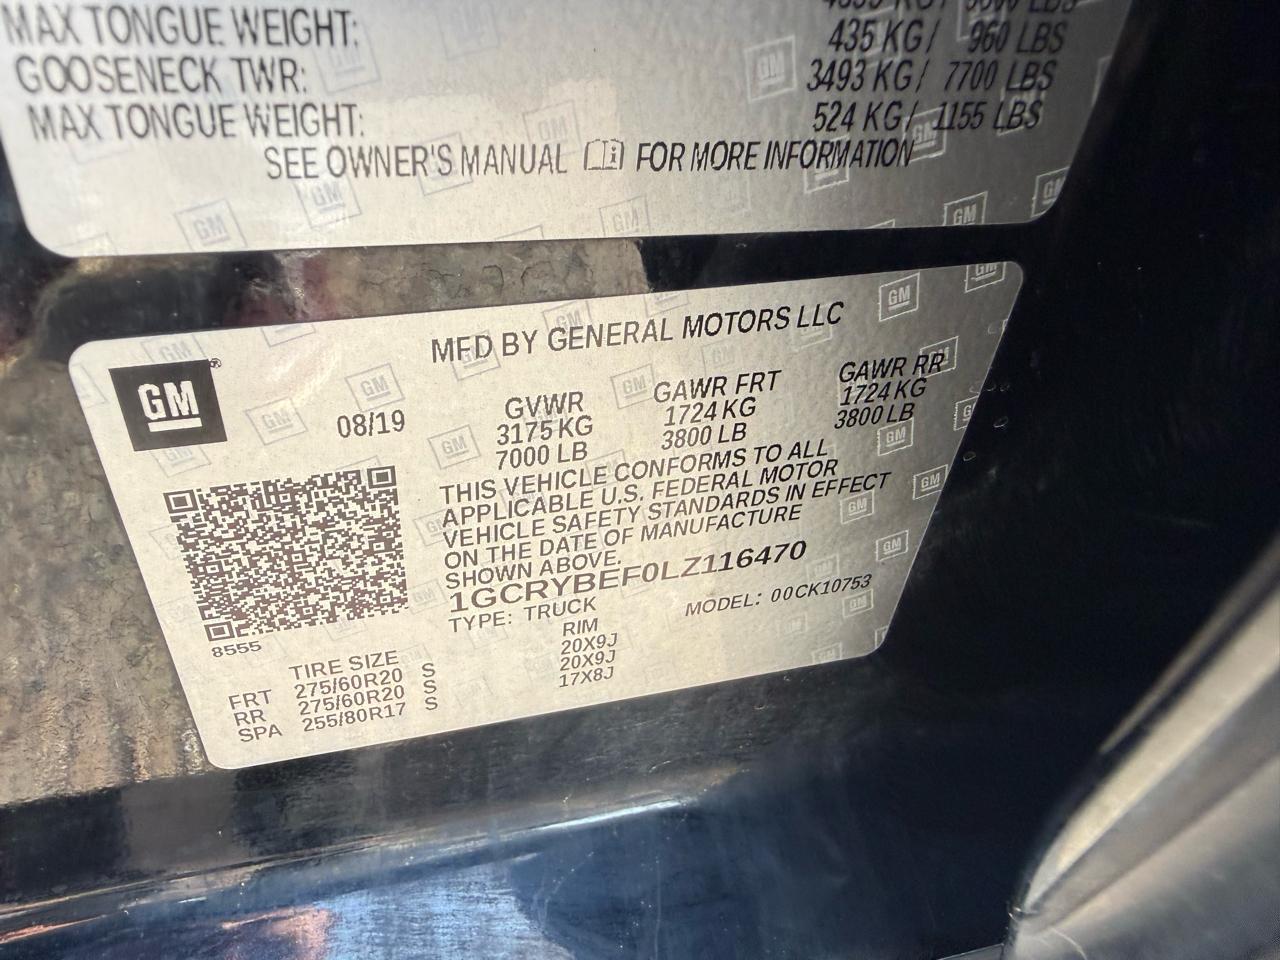 MAX TONGUE WEIGHT: 435 KG/ 960 LBS
GOOSENECK TWR: 3493 KG/ 7700 LBS
MAX TONGUE WEIGHT: 524 KG/ 1155 LBS
SEE OWNER'S MANUAL FOR MORE INFORMATION
MFD BY GENERAL MOTORS LLC
GM
08/19
GVWR GAWR FRT GAWR RR
3175 KG 1724 KG 1724 KG
7000 LB 3800 LB 3800 LB
THIS VEHICLE CONFORMS TO ALL
APPLICABLE U.S. FEDERAL MOTOR
VEHICLE SAFETY STANDARDS IN EFFECT
ON THE DATE OF MANUFACTURE
SHOWN ABOVE.
1GCRYBEF0LZ116470
TYPE: TRUCK MODEL: 00CK10753
8555
TIRE SIZE RIM
FRT 275/60R20 S 20X9J
RR 275/60R20 S 20X9J
SPA 255/80R17 S 17X8J